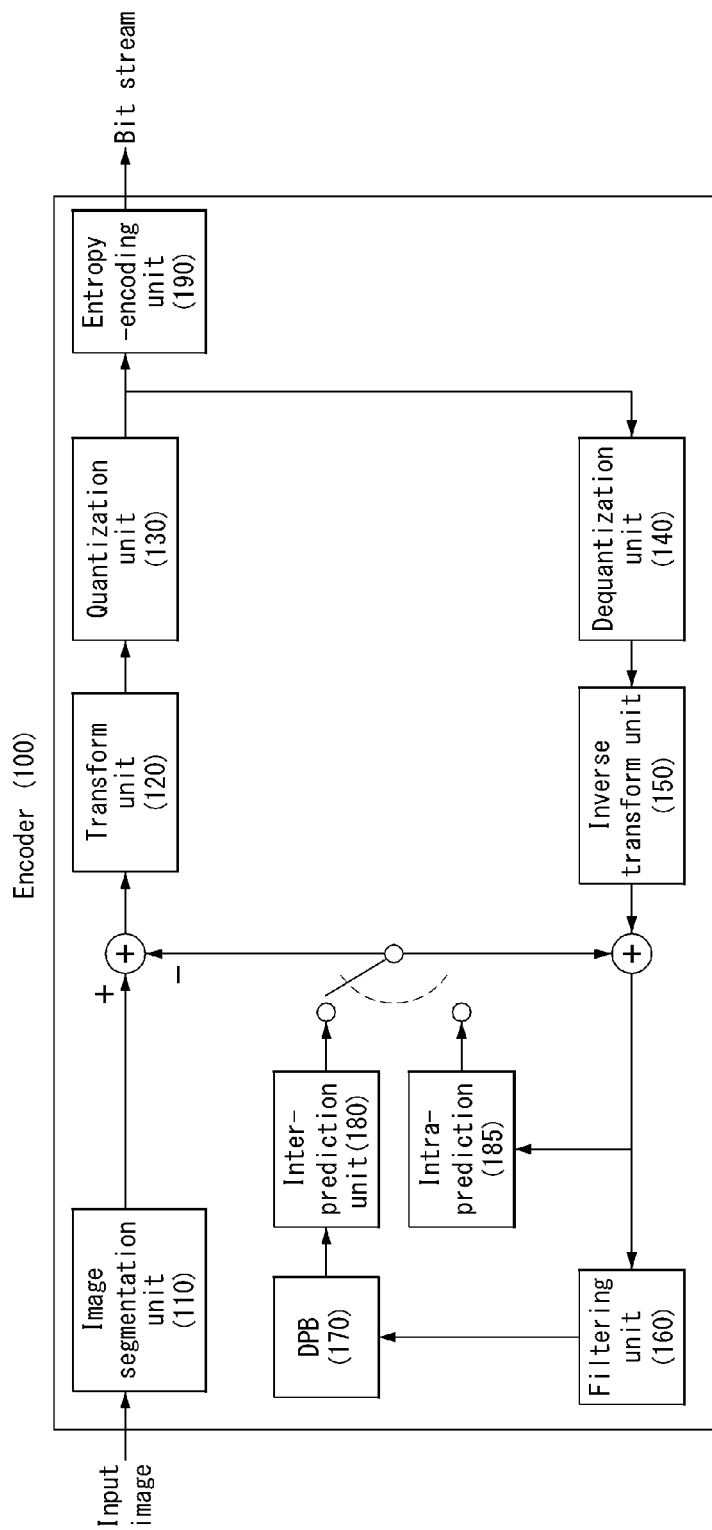 Encoder (100)
Input
image
Image
segmentation
unit
(110)
+
−
+
Transform
unit
(120)
Quantization
unit
(130)
Entropy
-encoding
unit
(190)
Bit stream
DPB
(170)
Inter-
prediction
unit(180)
Intra-
prediction
(185)
Filtering
unit
(160)
+
Inverse
transform unit
(150)
Dequantization
unit
(140)